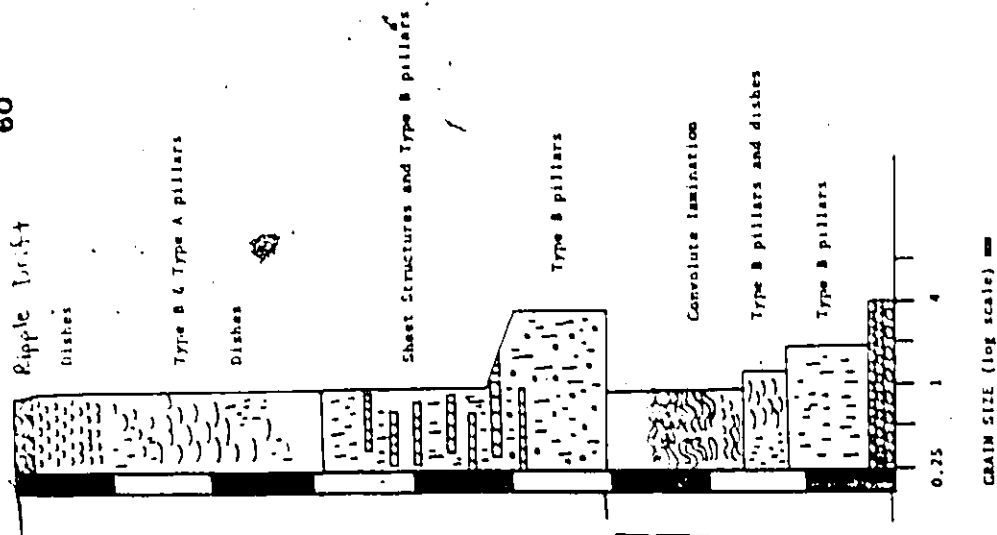 60
Ripple Drift
Dishes
Type B & Type A pillars
Dishes
Sheet Structures and Type B pillars
Type B pillars
Convolute lamination
Type B pillars and dishes
Type B pillars
0.25
1
4
GRAIN SIZE (log scale) mm